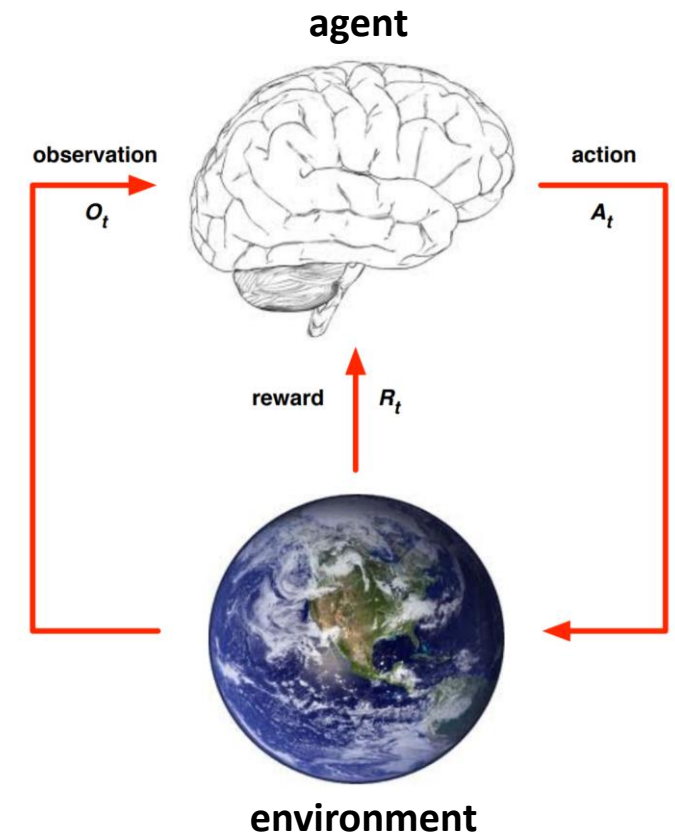 agent
observation
action
O_t
A_t
reward
R_t
environment